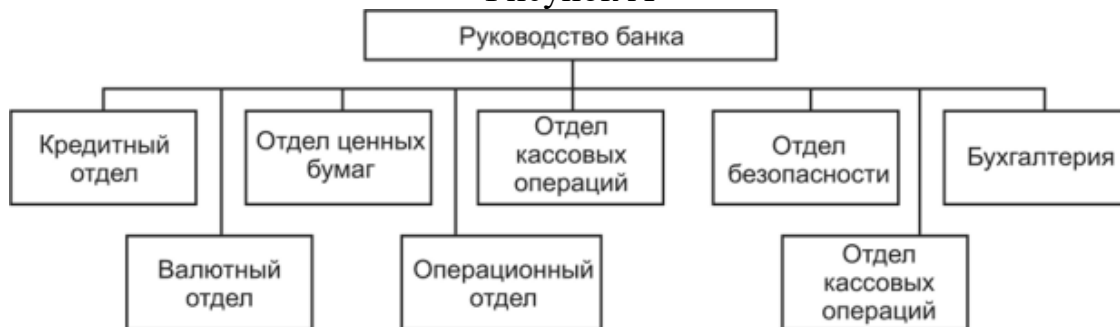 Руководство банка
Кредитный
отдел
Отдел ценных
бумаг
Отдел
кассовых
операций
Отдел
безопасности
Бухгалтерия
Валютный
отдел
Операционный
отдел
Отдел
кассовых
операций